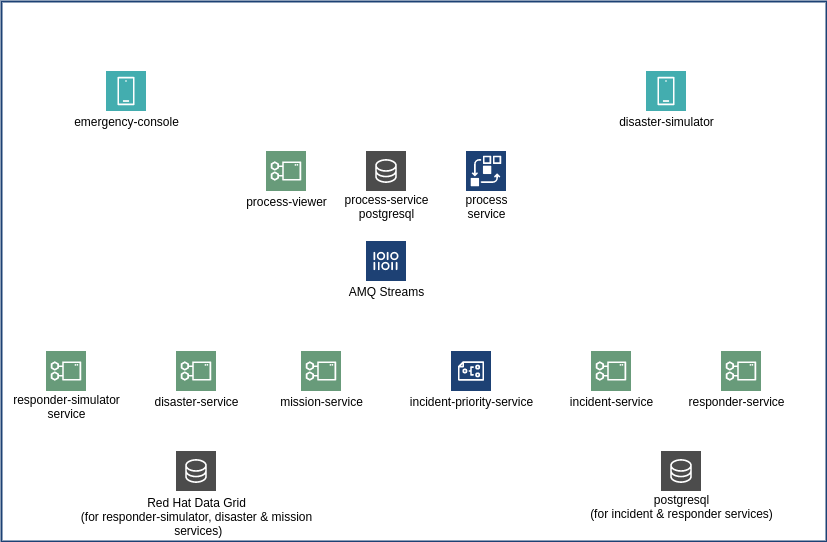 emergency-console
disaster-simulator
process-viewer
process-service
postgresql
process
service
AMQ Streams
responder-simulator
service
disaster-service
mission-service
incident-priority-service
incident-service
responder-service
Red Hat Data Grid
(for responder-simulator, disaster & mission
services)
postgresql
(for incident & responder services)